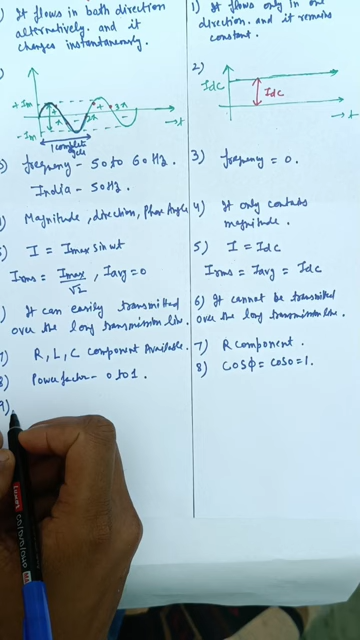 ) It flows in both direction
alternatively. and it
changes instantaneously.
)
+Im
-Im
+
π
-
2π
+
3π
-
→t
1 complete
cycle
) frequency - 50 to 60 Hz.
India - 50Hz.
) Magnitude, direction, Phase Angle
) I = Imax sin wt
Irms = Imax/√2, Iavg = 0
) It can easily transmitted
over the long transmission line.
7) R, L, C Component Available.
8) Power factor - 0 to 1.
9)
1) It flows only in one
direction. and it remains
constant.
2)
Idc
Idc
→t
3) frequency = 0.
4) It only contains
magnitude.
5) I = Idc
Irms = Iavg = Idc
6) It cannot be transmitted
over the long transmission line.
7) R component.
8) cosϕ = cos0 = 1.